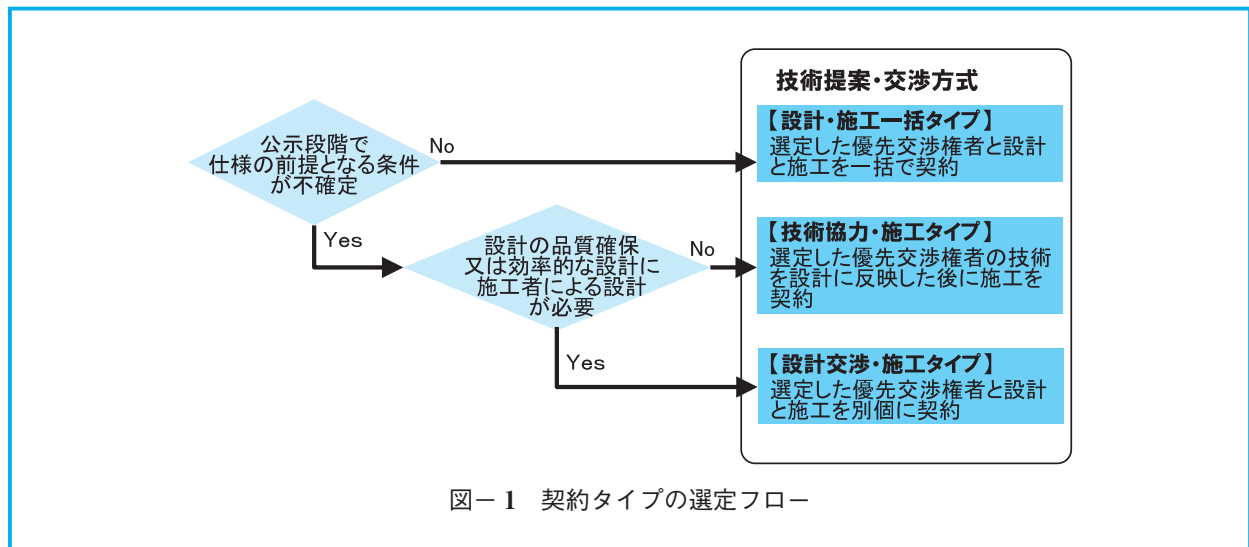 技術提案・交渉方式
公示段階で
仕様の前提となる条件
が不確定
No
【設計・施工一括タイプ】
選定した優先交渉権者と設計
と施工を一括で契約
Yes
設計の品質確保
又は効率的な設計に
施工者による設計
が必要
No
【技術協力・施工タイプ】
選定した優先交渉権者の技術
を設計に反映した後に施工を
契約
Yes
【設計交渉・施工タイプ】
選定した優先交渉権者と設計
と施工を別個に契約
図－1　契約タイプの選定フロー